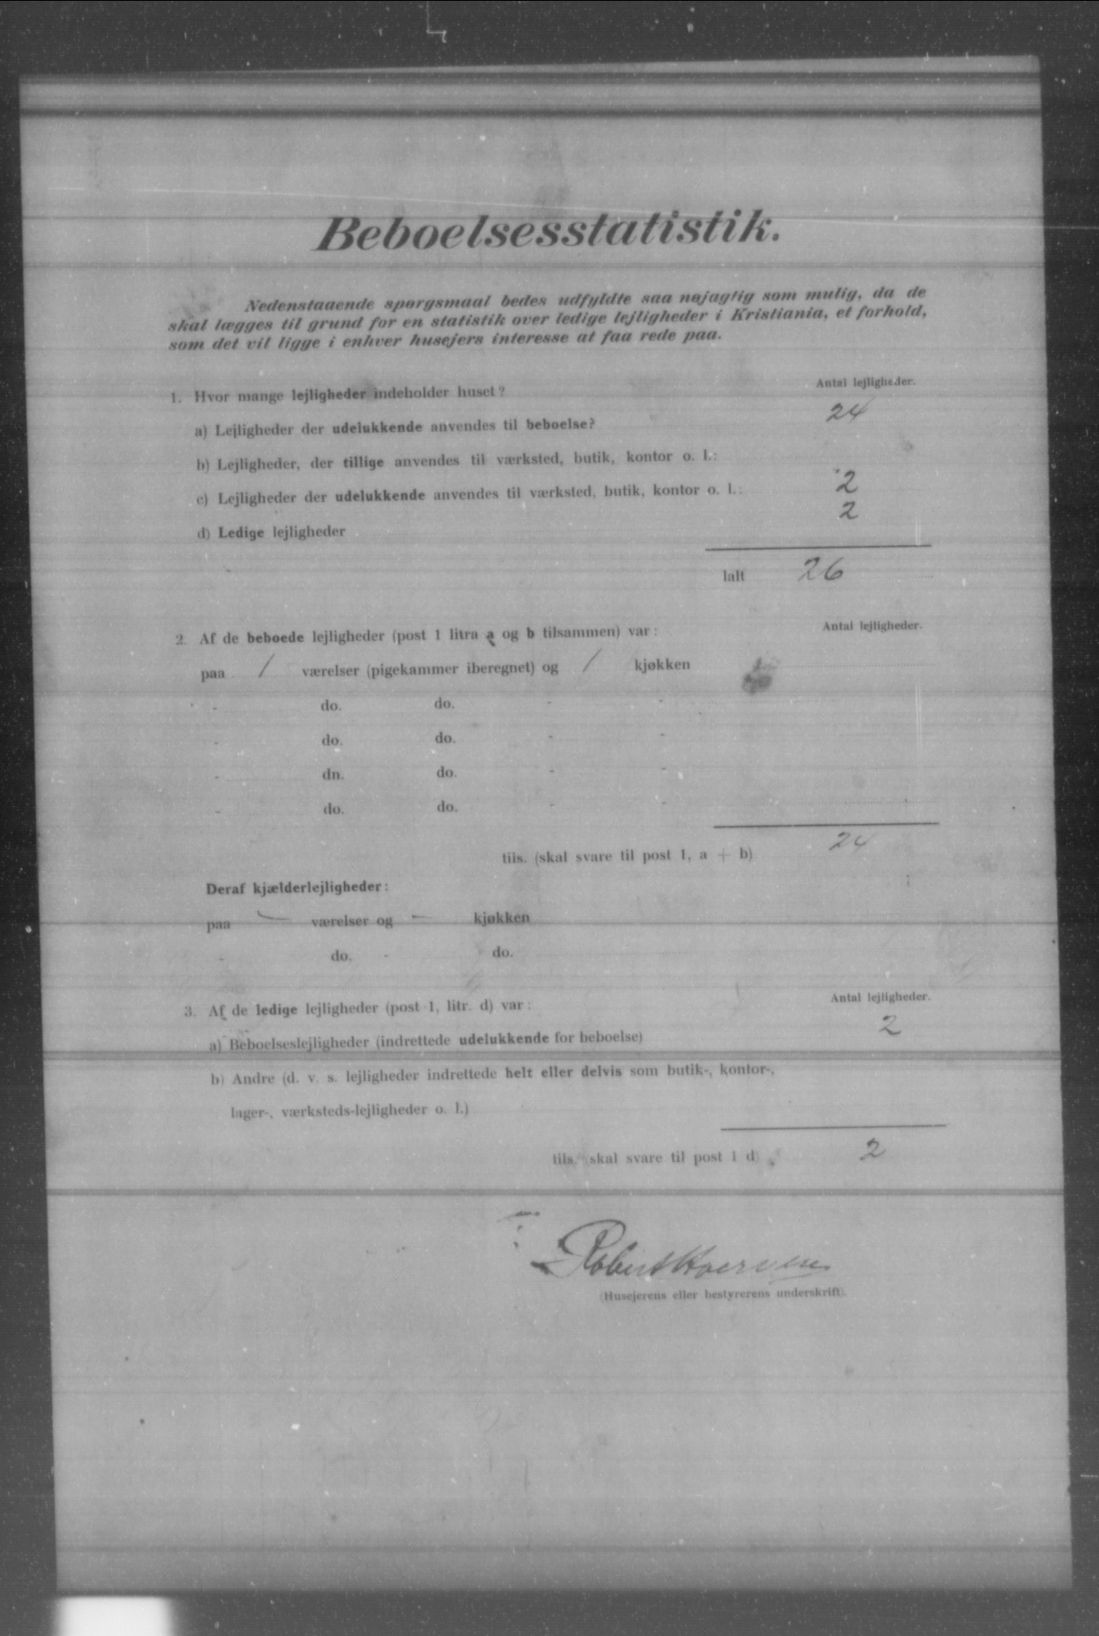 Beboelsesstatistik.
Nedenstaaende spørgsmaal bedes udfyldte saa nøjagtig som mulig, da de
skal lægges til grund for en statistik over ledige lejligheder i Kristiania, et forhold,
som det vil ligge i enhver husejers interesse at faa rede paa.
Antal lejligheder.
1. Hvor mange lejligheder indeholder huset?
a) Lejligheder der udelukkende anvendes til beboelse? 24
b) Lejligheder, der tillige anvendes til værksted, butik, kontor o. l.:
c) Lejligheder der udelukkende anvendes til værksted, butik, kontor o. l.: 2
d) Ledige lejligheder 2
Ialt 26
Antal lejligheder.
2. Af de beboede lejligheder (post 1 litra a og b tilsammen) var:
paa 1 værelser (pigekammer iberegnet) og 1 kjøkken
- do. do. - -
- do. do. - -
- dn. do. - -
- do. do. - -
tils. (skal svare til post 1, a + b) 24
Deraf kjælderlejligheder:
paa — værelser og — kjøkken
- do. - do.
Antal lejligheder.
3. Af de ledige lejligheder (post 1, litr. d) var:
a) Beboelseslejligheder (indrettede udelukkende for beboelse) 2
b) Andre (d. v. s. lejligheder indrettede helt eller delvis som butik-, kontor-,
lager-, værksteds-lejligheder o. l.)
tils. (skal svare til post 1 d) 2
Robert
(Husejerens eller bestyrerens underskrift).